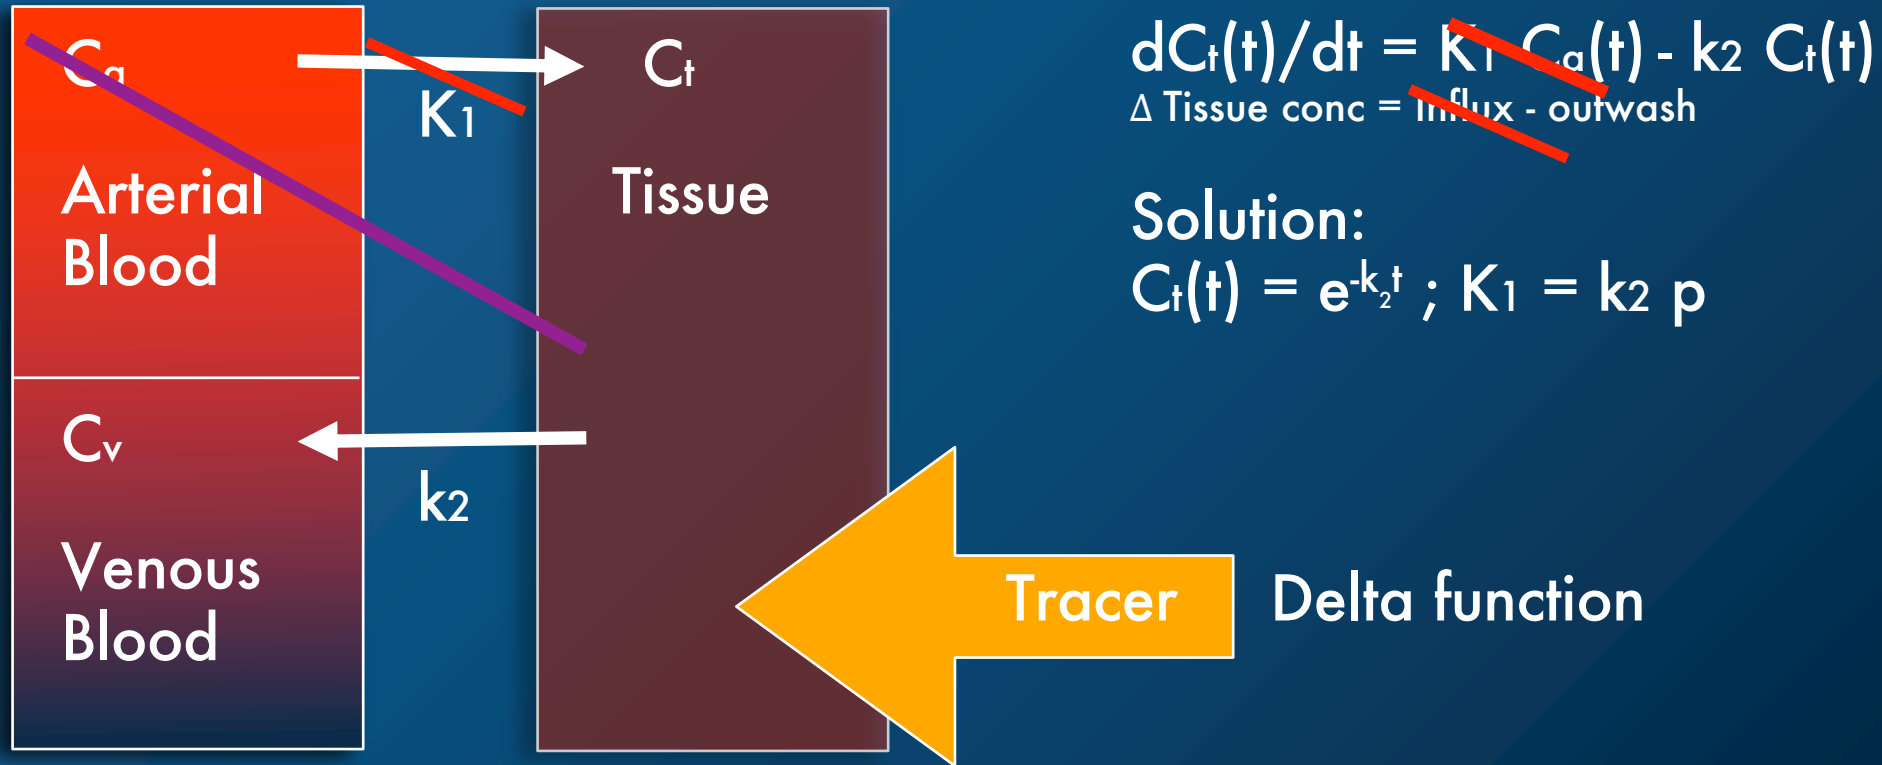 Cₐ
Arterial
Blood
Cᵥ
Venous
Blood
K₁
k₂
Cₜ
Tissue
Tracer
Delta function
dCₜ(t)/dt = K₁ Cₐ(t) - k₂ Cₜ(t)
Δ Tissue conc = Influx - outwash
Solution:
Cₜ(t) = e^-k₂t ; K₁ = k₂ p